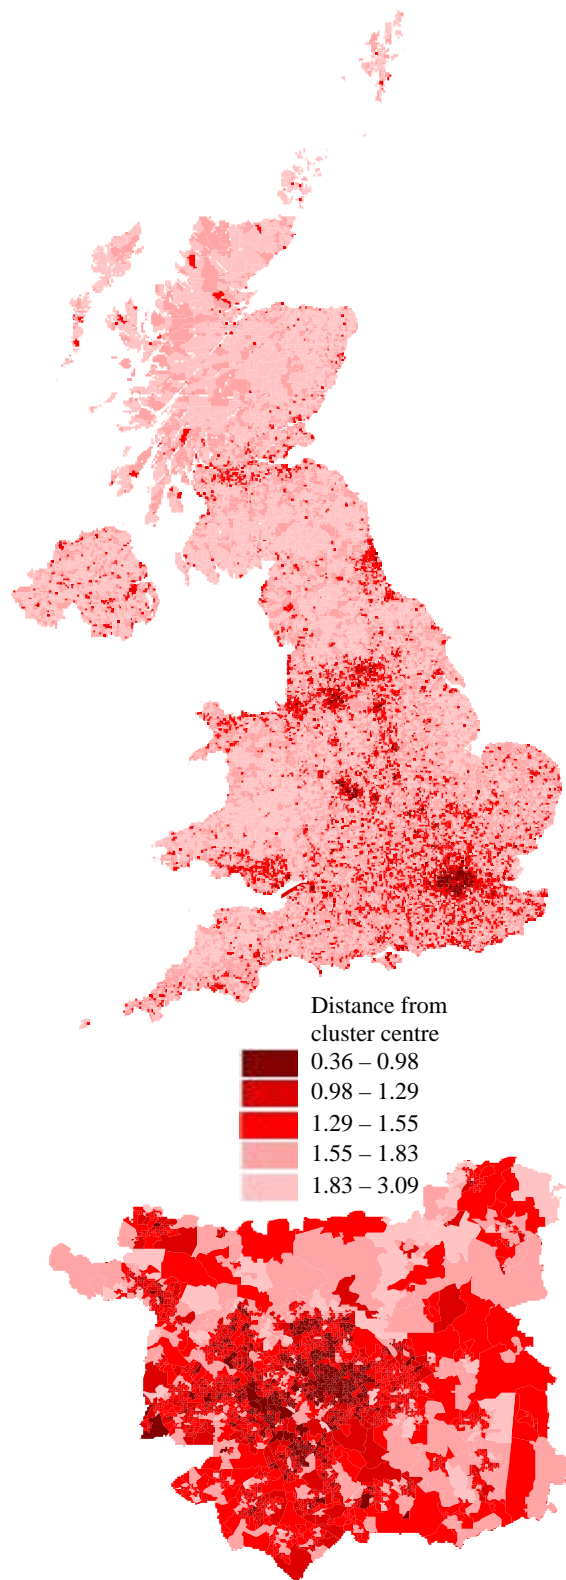 Distance from
cluster centre
0.36 – 0.98
0.98 – 1.29
1.29 – 1.55
1.55 – 1.83
1.83 – 3.09